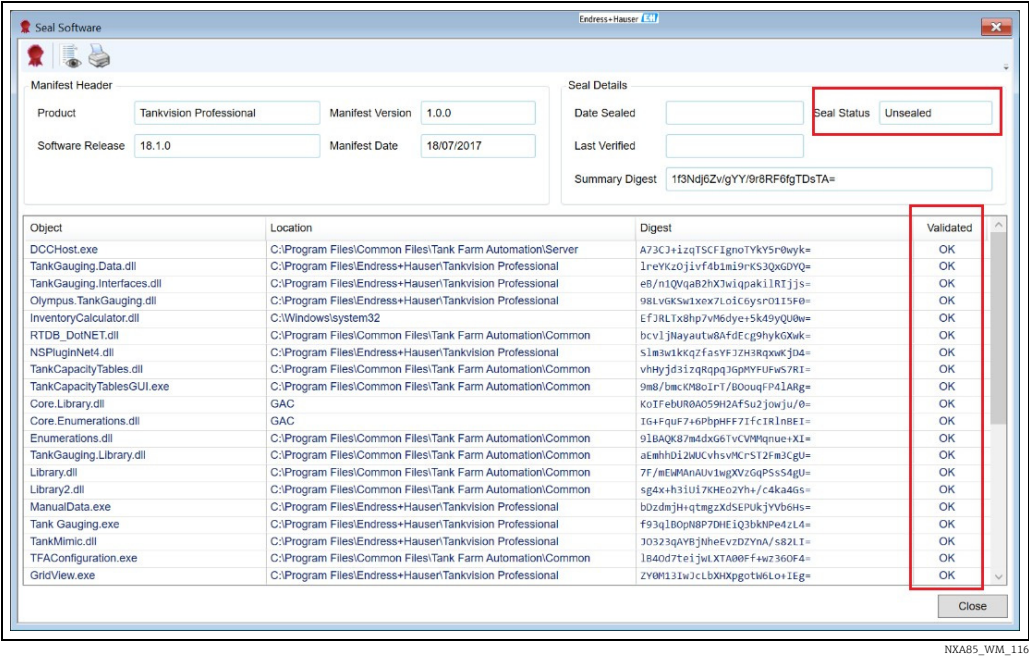 Endress+Hauser EH
Seal Software
Manifest Header
Product Tankvision Professional Manifest Version 1.0.0
Software Release 18.1.0 Manifest Date 18/07/2017
Seal Details
Date Sealed Seal Status Unsealed
Last Verified
Summary Digest 1f3Ndj6Zv/gYY/9r8RF6fgTDsTA=
Object Location Digest Validated
DCCHost.exe C:\Program Files\Common Files\Tank Farm Automation\Server A73CJ+izqTSCFIgnoTYkY5r0wyk= OK
TankGauging.Data.dll C:\Program Files\Endress+Hauser\Tankvision Professional lreYKzOjivf4b1mi9rKS3QxGDYQ= OK
TankGauging.Interfaces.dll C:\Program Files\Endress+Hauser\Tankvision Professional eB/n1QVqaB2hXJwiqpakilRIjjs= OK
Olympus.TankGauging.dll C:\Program Files\Endress+Hauser\Tankvision Professional 98LvGKSw1xex7LoiC6ysrO1I5F0= OK
InventoryCalculator.dll C:\Windows\system32 EfJRLTx8hp7vM6dye+5k49yQU0w= OK
RTDB_DotNET.dll C:\Program Files\Common Files\Tank Farm Automation\Common bcvljNayautw8AfdEcg9hykGXwk= OK
NSPluginNet4.dll C:\Program Files\Endress+Hauser\Tankvision Professional Slm3w1kKqZfasYFJZH3RqxwKjD4= OK
TankCapacityTables.dll C:\Program Files\Common Files\Tank Farm Automation\Common vhHyjd3izqRqpqJGpMYFUFwS7RI= OK
TankCapacityTablesGUI.exe C:\Program Files\Common Files\Tank Farm Automation\Common 9m8/bmcKM8oIrT/BOouqFP4lARg= OK
Core.Library.dll GAC KoIFebUR0AO59H2AfSu2jowju/0= OK
Core.Enumerations.dll GAC IG+FquF7+6PbpHFF7IfcIRlnBEI= OK
Enumerations.dll C:\Program Files\Common Files\Tank Farm Automation\Common 9lBAQK87m4dxG6TvCVMMqnue+XI= OK
TankGauging.Library.dll C:\Program Files\Common Files\Tank Farm Automation\Common aEmhhDi2WUCvhsvMCrST2Fm3CgU= OK
Library.dll C:\Program Files\Common Files\Tank Farm Automation\Common 7F/mEWMAnAUv1wgXVzGqPSsS4gU= OK
Library2.dll C:\Program Files\Common Files\Tank Farm Automation\Common sg4x+h3iUi7KHEo2Yh+/c4ka4Gs= OK
ManualData.exe C:\Program Files\Common Files\Tank Farm Automation\Common bDzdmjH+qtmgzXdSEPUkjYVb6Hs= OK
Tank Gauging.exe C:\Program Files\Endress+Hauser\Tankvision Professional f93qlBOpN8P7DHEiQ3bkNPe4zL4= OK
TankMimic.dll C:\Program Files\Endress+Hauser\Tankvision Professional JO323qAYBjNheEvzDZYnA/s82LI= OK
TFAConfiguration.exe C:\Program Files\Common Files\Tank Farm Automation\Common lB4Od7teijwLXTA00Ff+wz36OF4= OK
GridView.exe C:\Program Files\Endress+Hauser\Tankvision Professional ZY0M13IwJcLbXHXpgotW6Lo+IEg= OK
Close
NXA85_WM_116